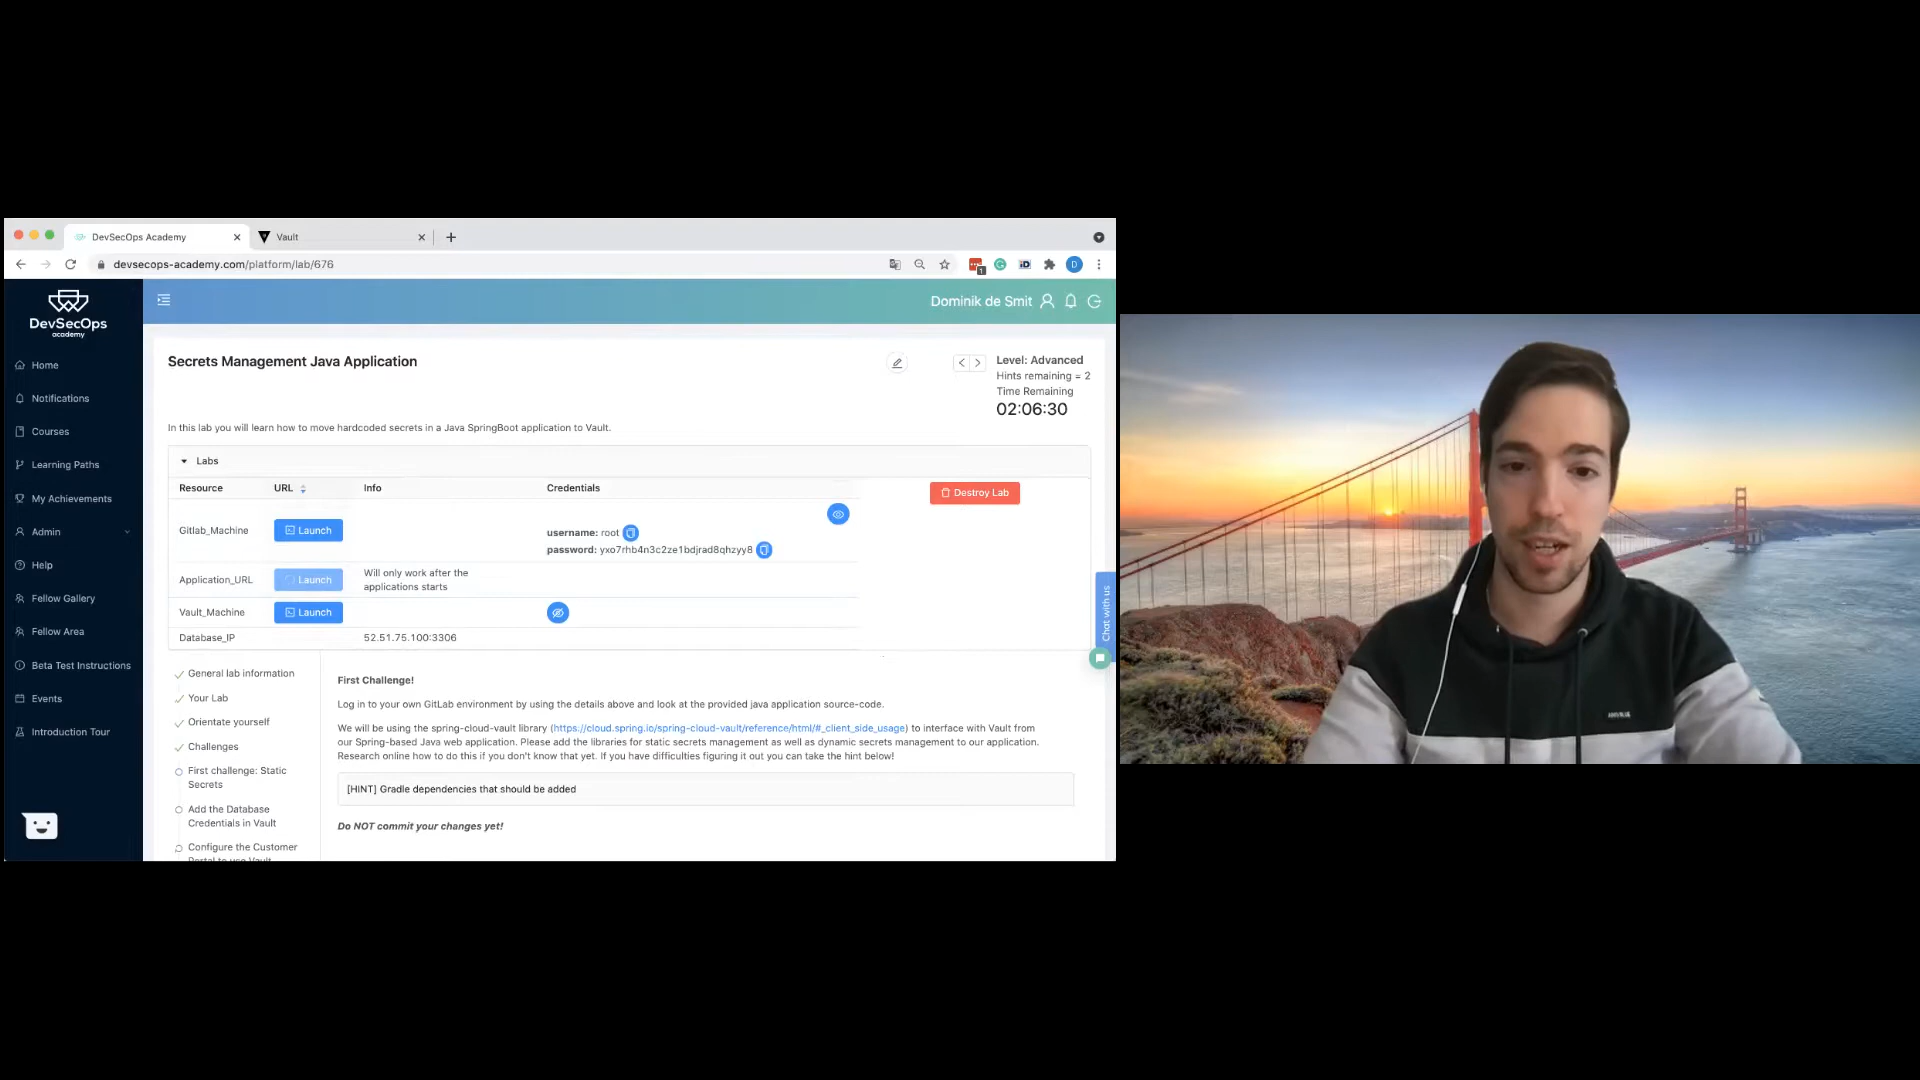 DevSecOps Academy
Vault
devsecops-academy.com/platform/lab/676
DevSecOps
academy
Dominik de Smit
Home
Notifications
Courses
Learning Paths
My Achievements
Admin
Help
Fellow Gallery
Fellow Area
Beta Test Instructions
Events
Introduction Tour
Secrets Management Java Application
Level: Advanced
Hints remaining = 2
Time Remaining
02:06:30
In this lab you will learn how to move hardcoded secrets in a Java SpringBoot application to Vault.
Labs
Resource URL Info Credentials
Destroy Lab
Gitlab_Machine Launch
username: root
password: yxo7rhb4n3c2ze1bdjrad8qhzyy8
Application_URL Launch Will only work after the
applications starts
Vault_Machine Launch
Database_IP 52.51.75.100:3306
Chat with us
General lab information
Your Lab
Orientate yourself
Challenges
First challenge: Static
Secrets
Add the Database
Credentials in Vault
Configure the Customer
Portal to use Vault
First Challenge!
Log in to your own GitLab environment by using the details above and look at the provided java application source-code.
We will be using the spring-cloud-vault library (https://cloud.spring.io/spring-cloud-vault/reference/html/#_client_side_usage) to interface with Vault from
our Spring-based Java web application. Please add the libraries for static secrets management as well as dynamic secrets management to our application.
Research online how to do this if you don't know that yet. If you have difficulties figuring it out you can take the hint below!
[HiNT] Gradle dependencies that should be added
Do NOT commit your changes yet!